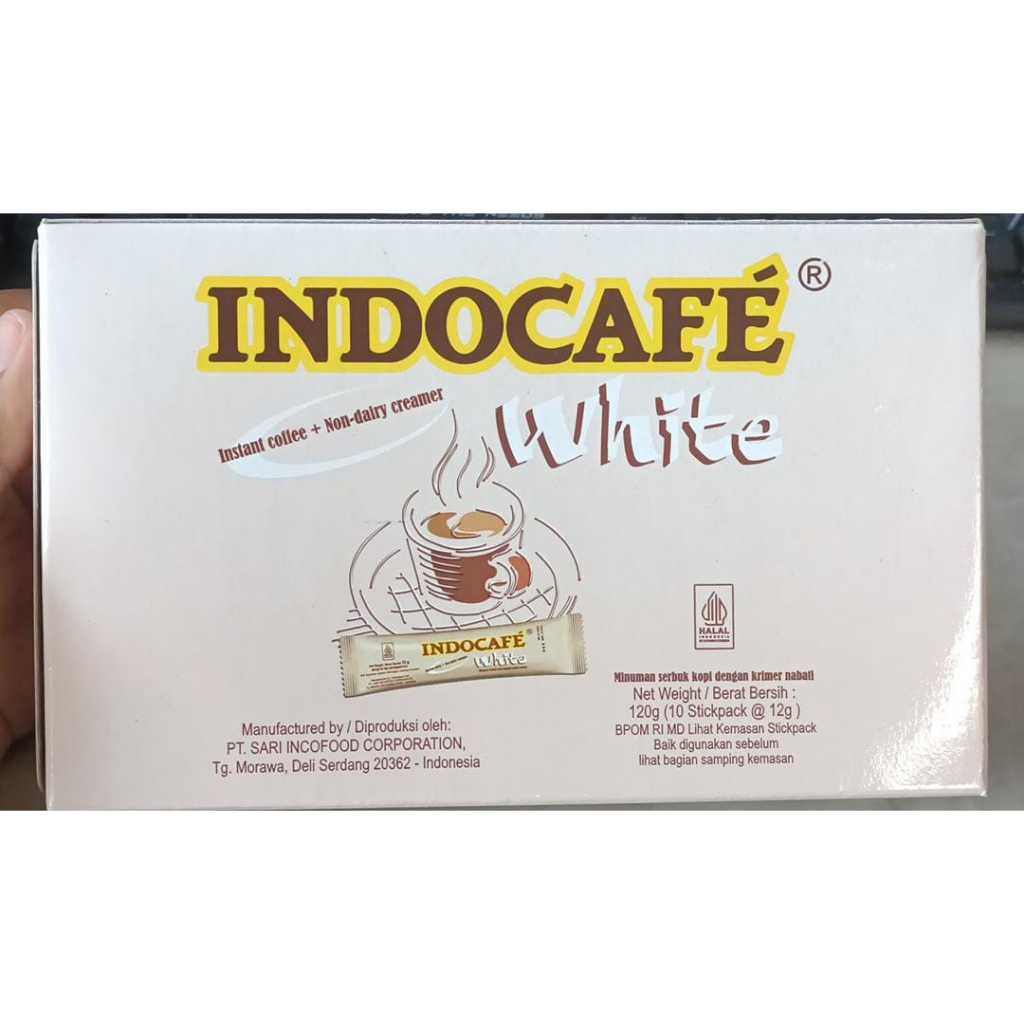 INDOCAFÉ ®
Instant coffee + Non-dairy creamer
White
INDOCAFÉ
White
HALAL
INDONESIA
Manufactured by / Diproduksi oleh:
PT. SARI INCOFOOD CORPORATION,
Tg. Morawa, Deli Serdang 20362 - Indonesia
Minuman serbuk kopi dengan krimer nabati
Net Weight / Berat Bersih :
120g (10 Stickpack @ 12g )
BPOM RI MD Lihat Kemasan Stickpack
Baik digunakan sebelum
lihat bagian samping kemasan